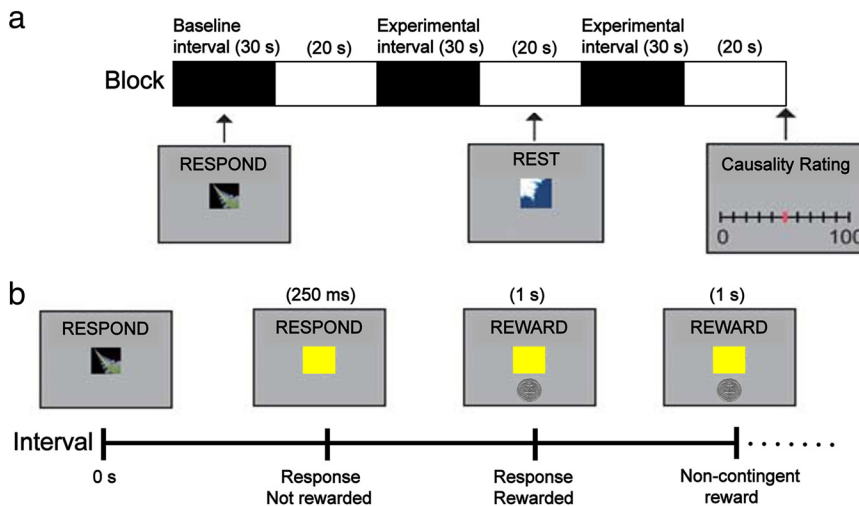 a
Baseline interval (30 s)
(20 s)
Experimental interval (30 s)
(20 s)
Experimental interval (30 s)
(20 s)
Block
RESPOND
REST
Causality Rating
0 100
b
(250 ms)
(1 s)
(1 s)
RESPOND
RESPOND
REWARD
REWARD
Interval
0 s
Response
Not rewarded
Response
Rewarded
Non-contingent
reward